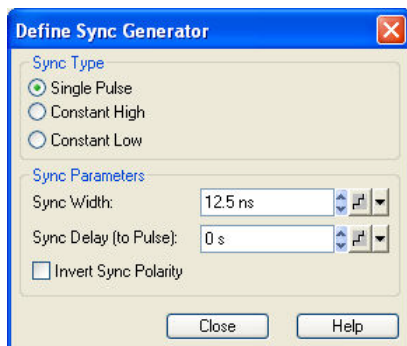 Define Sync Generator
Sync Type
Single Pulse
Constant High
Constant Low
Sync Parameters
Sync Width: 12.5 ns
Sync Delay (to Pulse): 0 s
Invert Sync Polarity
Close Help